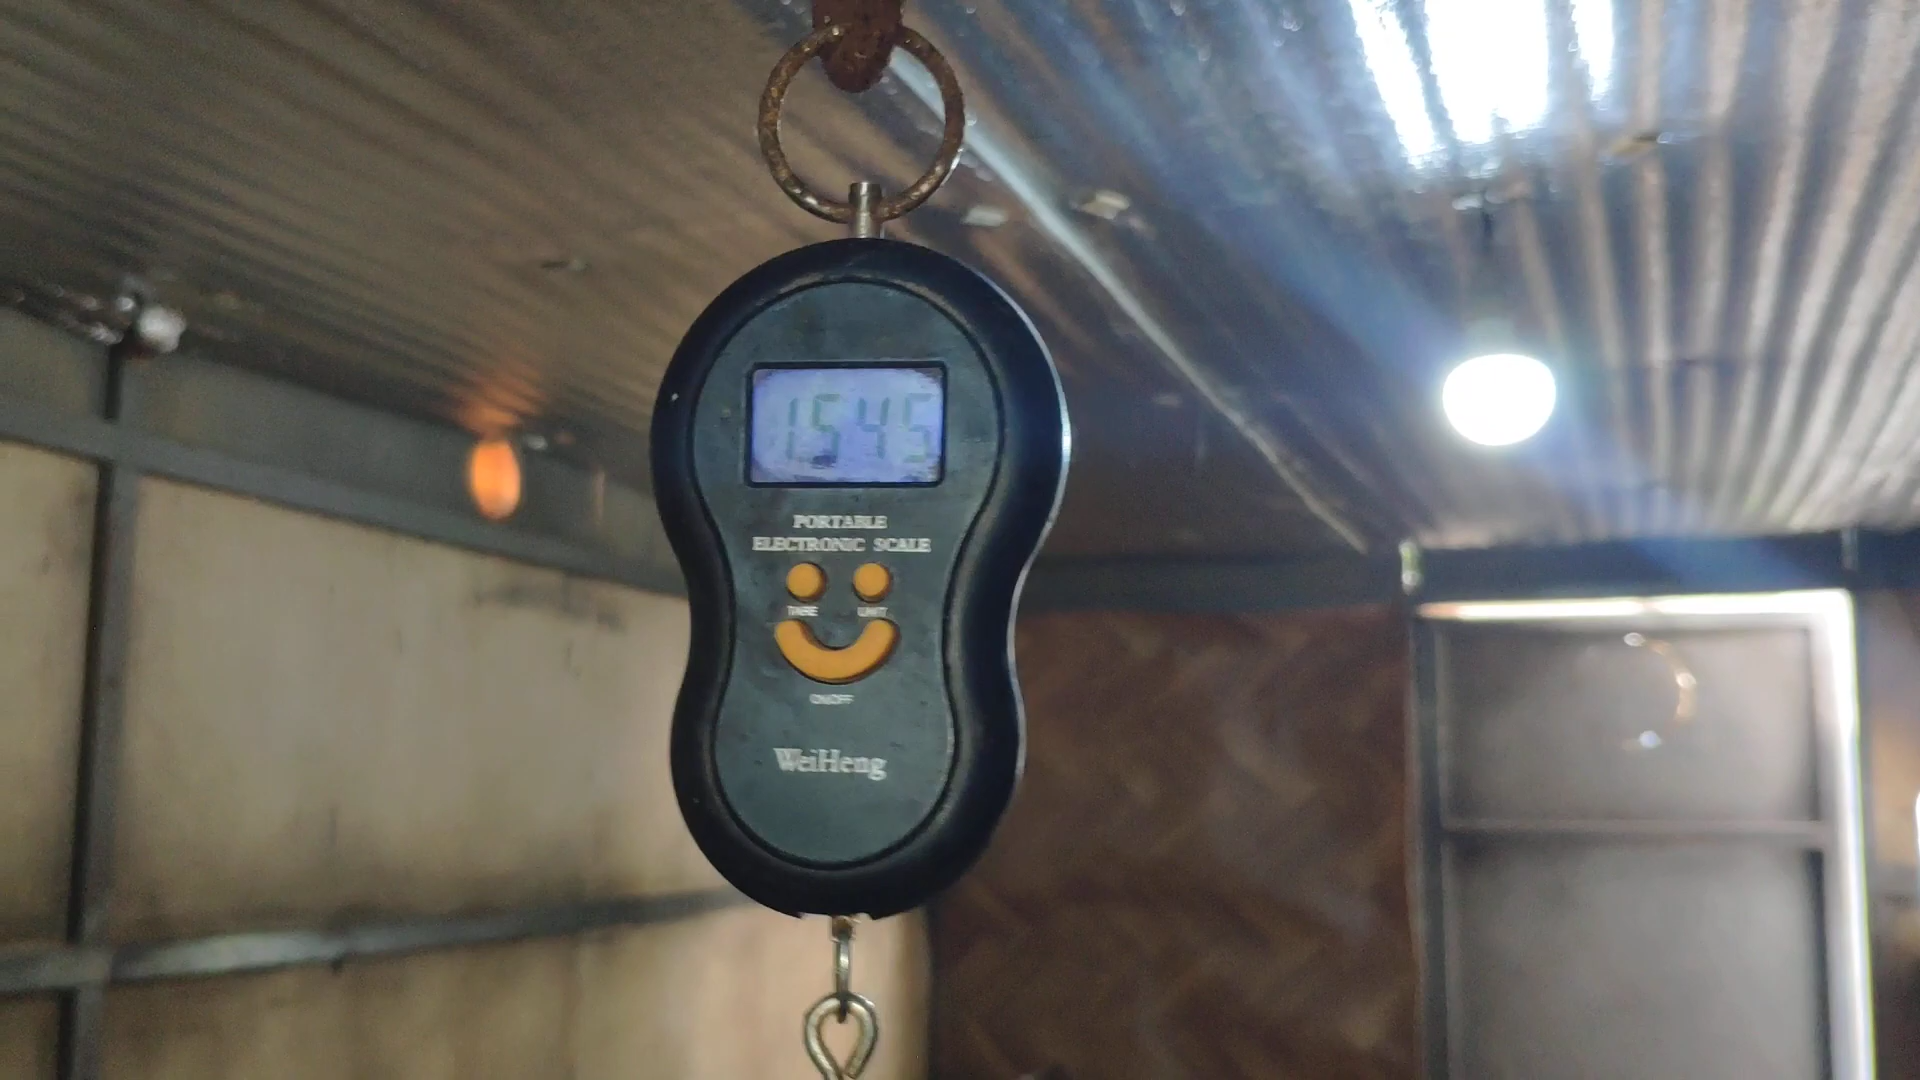 1.545
PORTABLE
ELECTRONIC SCALE
TARE UNIT
ON/OFF
WeiHeng